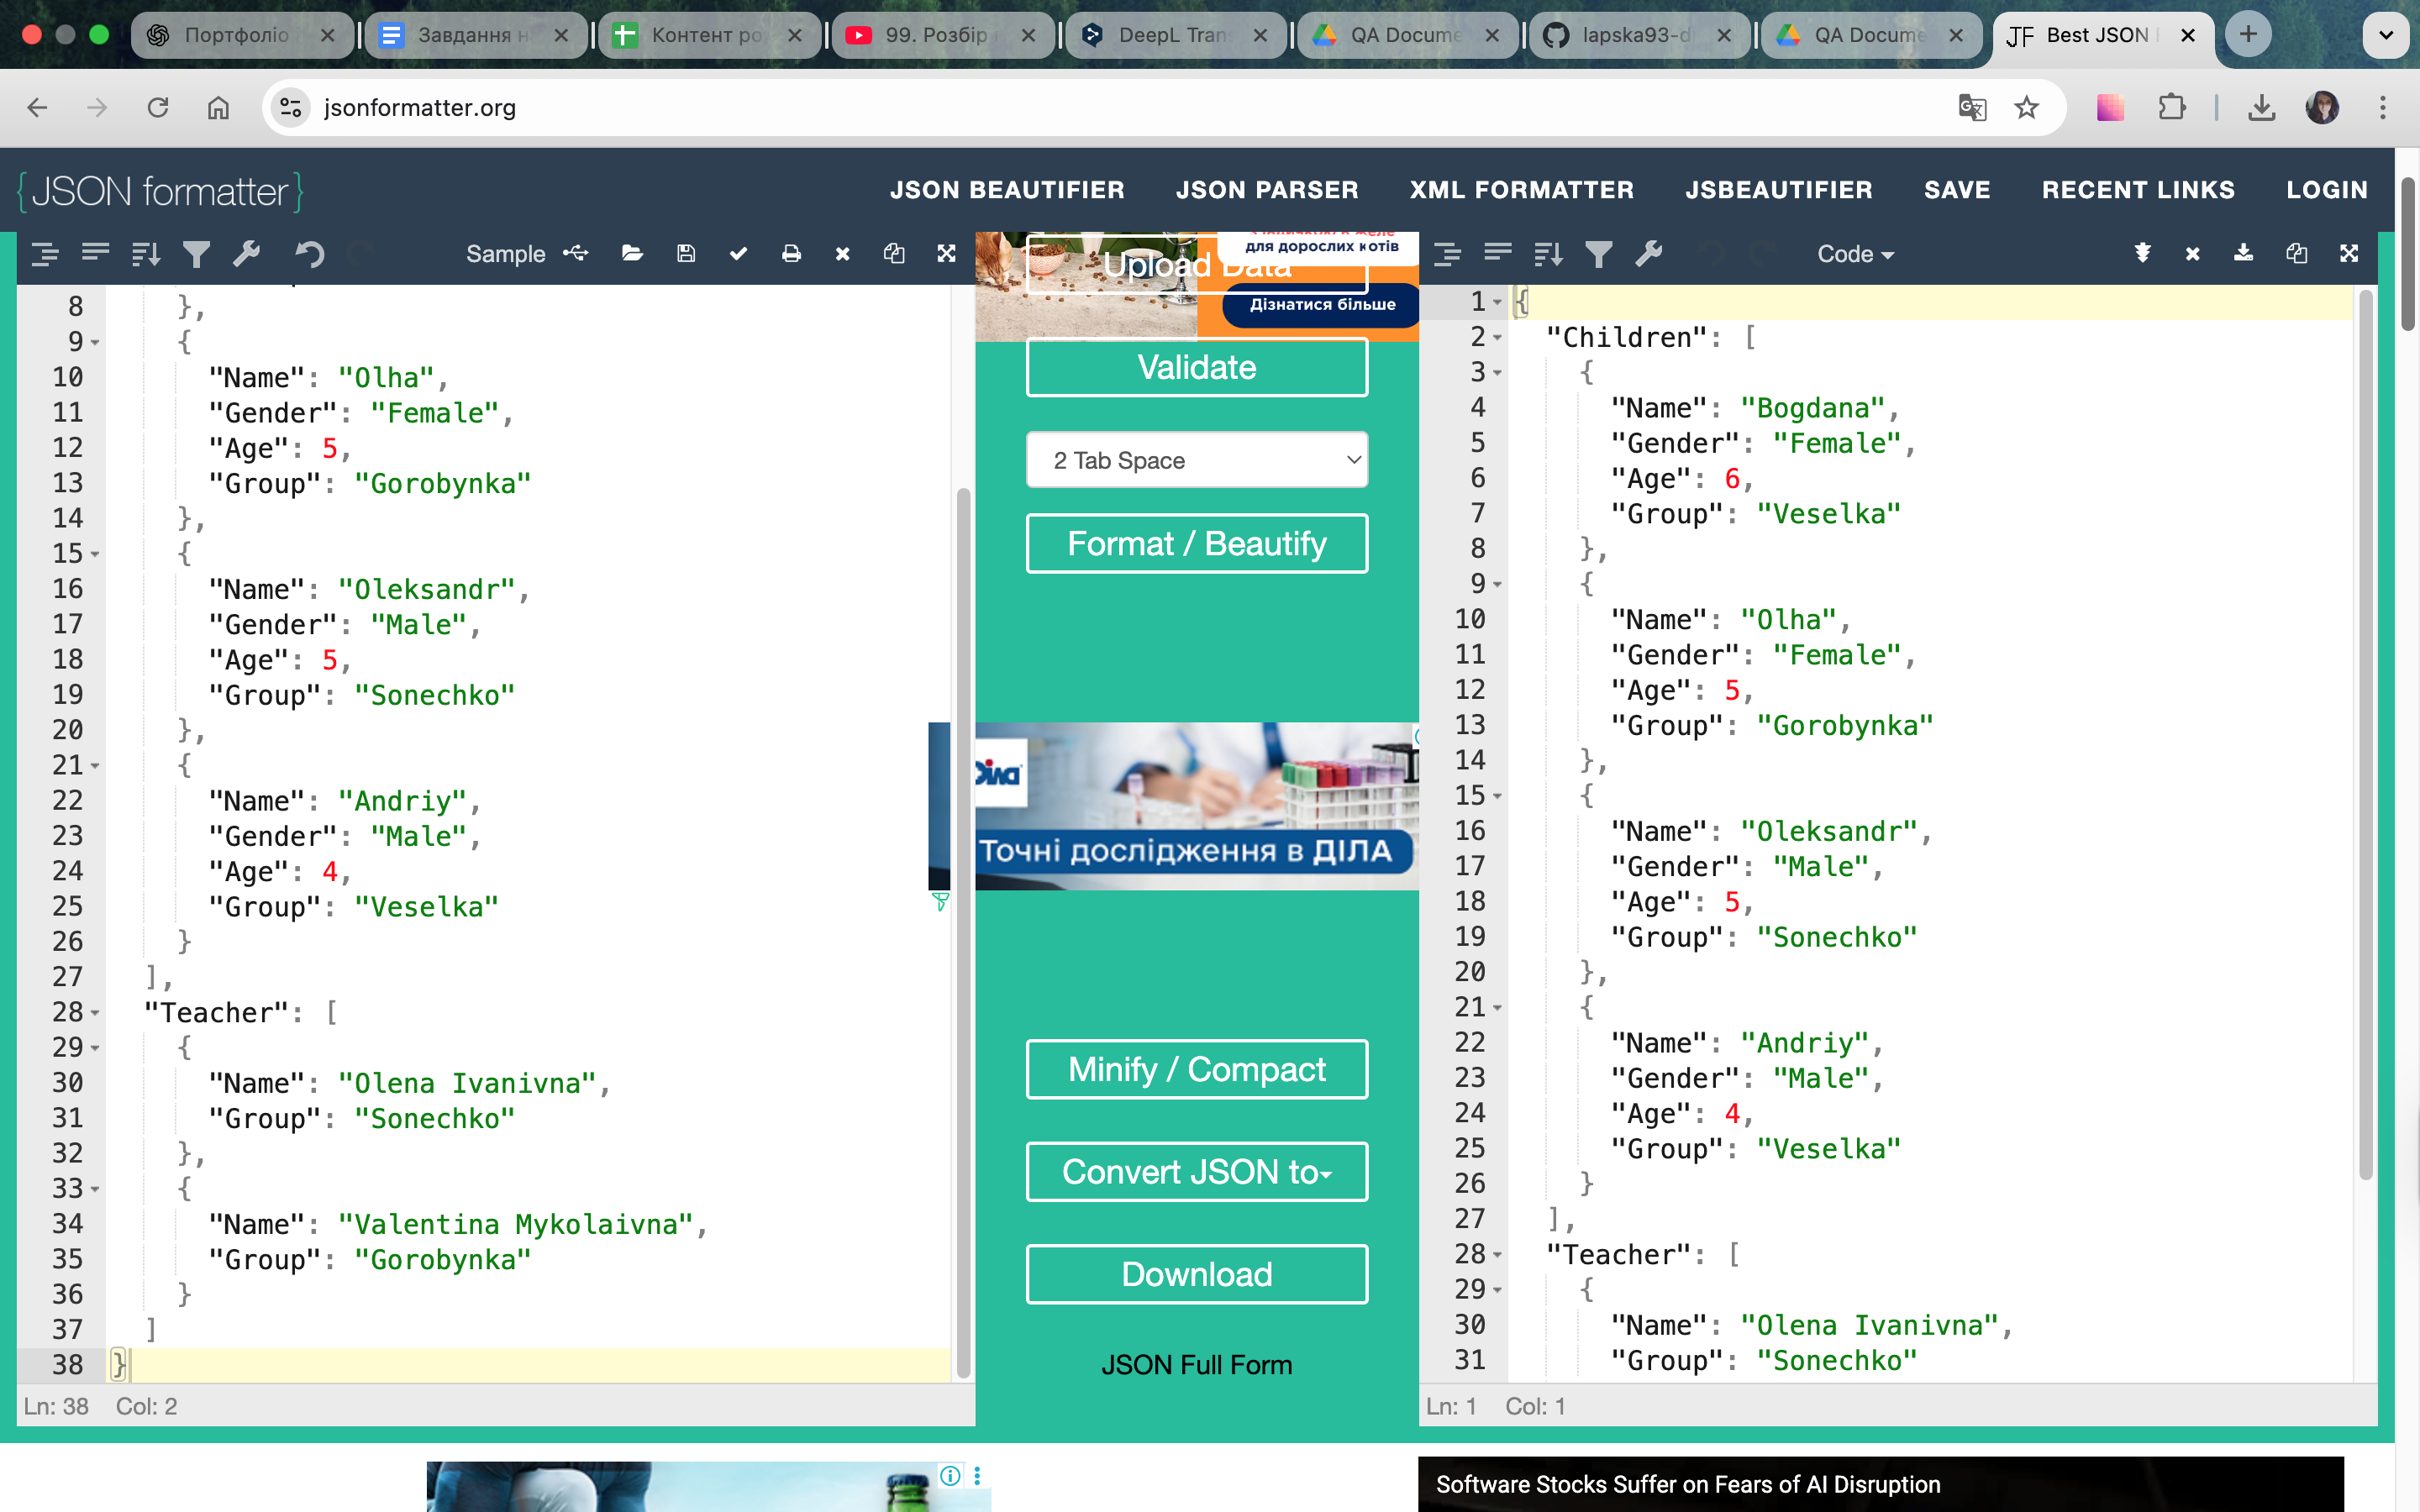 Портфоліо
Завдання н
Контент ро
99. Розбір
DeepL Tran
QA Docume
lapska93-d
QA Docume
JF Best JSON
jsonformatter.org
{JSON formatter}
JSON BEAUTIFIER
JSON PARSER
XML FORMATTER
JSBEAUTIFIER
SAVE
RECENT LINKS
LOGIN
Sample
8 },
9 {
10 "Name": "Olha",
11 "Gender": "Female",
12 "Age": 5,
13 "Group": "Gorobynka"
14 },
15 {
16 "Name": "Oleksandr",
17 "Gender": "Male",
18 "Age": 5,
19 "Group": "Sonechko"
20 },
21 {
22 "Name": "Andriy",
23 "Gender": "Male",
24 "Age": 4,
25 "Group": "Veselka"
26 }
27 ],
28 "Teacher": [
29 {
30 "Name": "Olena Ivanivna",
31 "Group": "Sonechko"
32 },
33 {
34 "Name": "Valentina Mykolaivna",
35 "Group": "Gorobynka"
36 }
37 ]
38 }
Ln: 38 Col: 2
для дорослих котів
Upload Data
Дізнатися більше
Validate
2 Tab Space
Format / Beautify
Діла
Точні дослідження в ДІЛА
Minify / Compact
Convert JSON to
Download
JSON Full Form
Code
1 {
2 "Children": [
3 {
4 "Name": "Bogdana",
5 "Gender": "Female",
6 "Age": 6,
7 "Group": "Veselka"
8 },
9 {
10 "Name": "Olha",
11 "Gender": "Female",
12 "Age": 5,
13 "Group": "Gorobynka"
14 },
15 {
16 "Name": "Oleksandr",
17 "Gender": "Male",
18 "Age": 5,
19 "Group": "Sonechko"
20 },
21 {
22 "Name": "Andriy",
23 "Gender": "Male",
24 "Age": 4,
25 "Group": "Veselka"
26 }
27 ],
28 "Teacher": [
29 {
30 "Name": "Olena Ivanivna",
31 "Group": "Sonechko"
Ln: 1 Col: 1
Software Stocks Suffer on Fears of AI Disruption